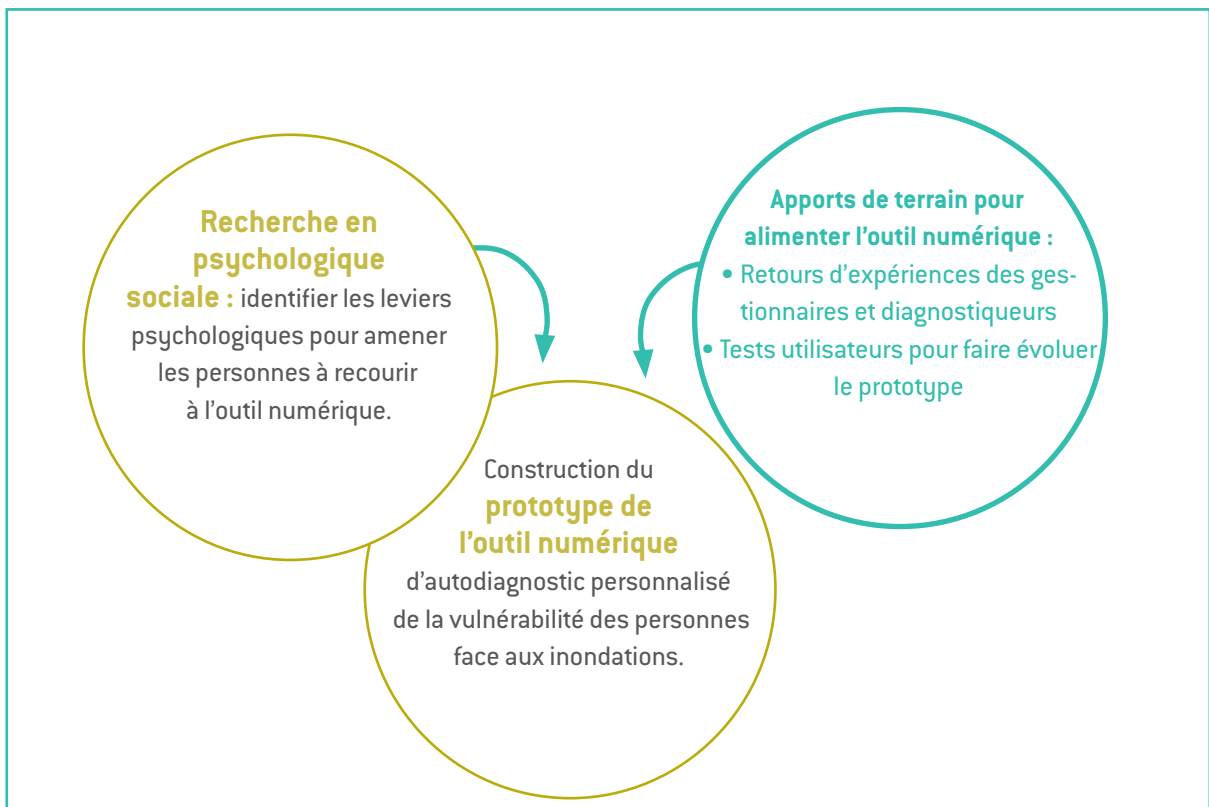 Recherche en
psychologique
sociale : identifier les leviers
psychologiques pour amener
les personnes à recourir
à l'outil numérique.
Apports de terrain pour
alimenter l'outil numérique :
• Retours d'expériences des ges-
tionnaires et diagnostiqueurs
• Tests utilisateurs pour faire évoluer
le prototype
Construction du
prototype de
l'outil numérique
d'autodiagnostic personnalisé
de la vulnérabilité des personnes
face aux inondations.